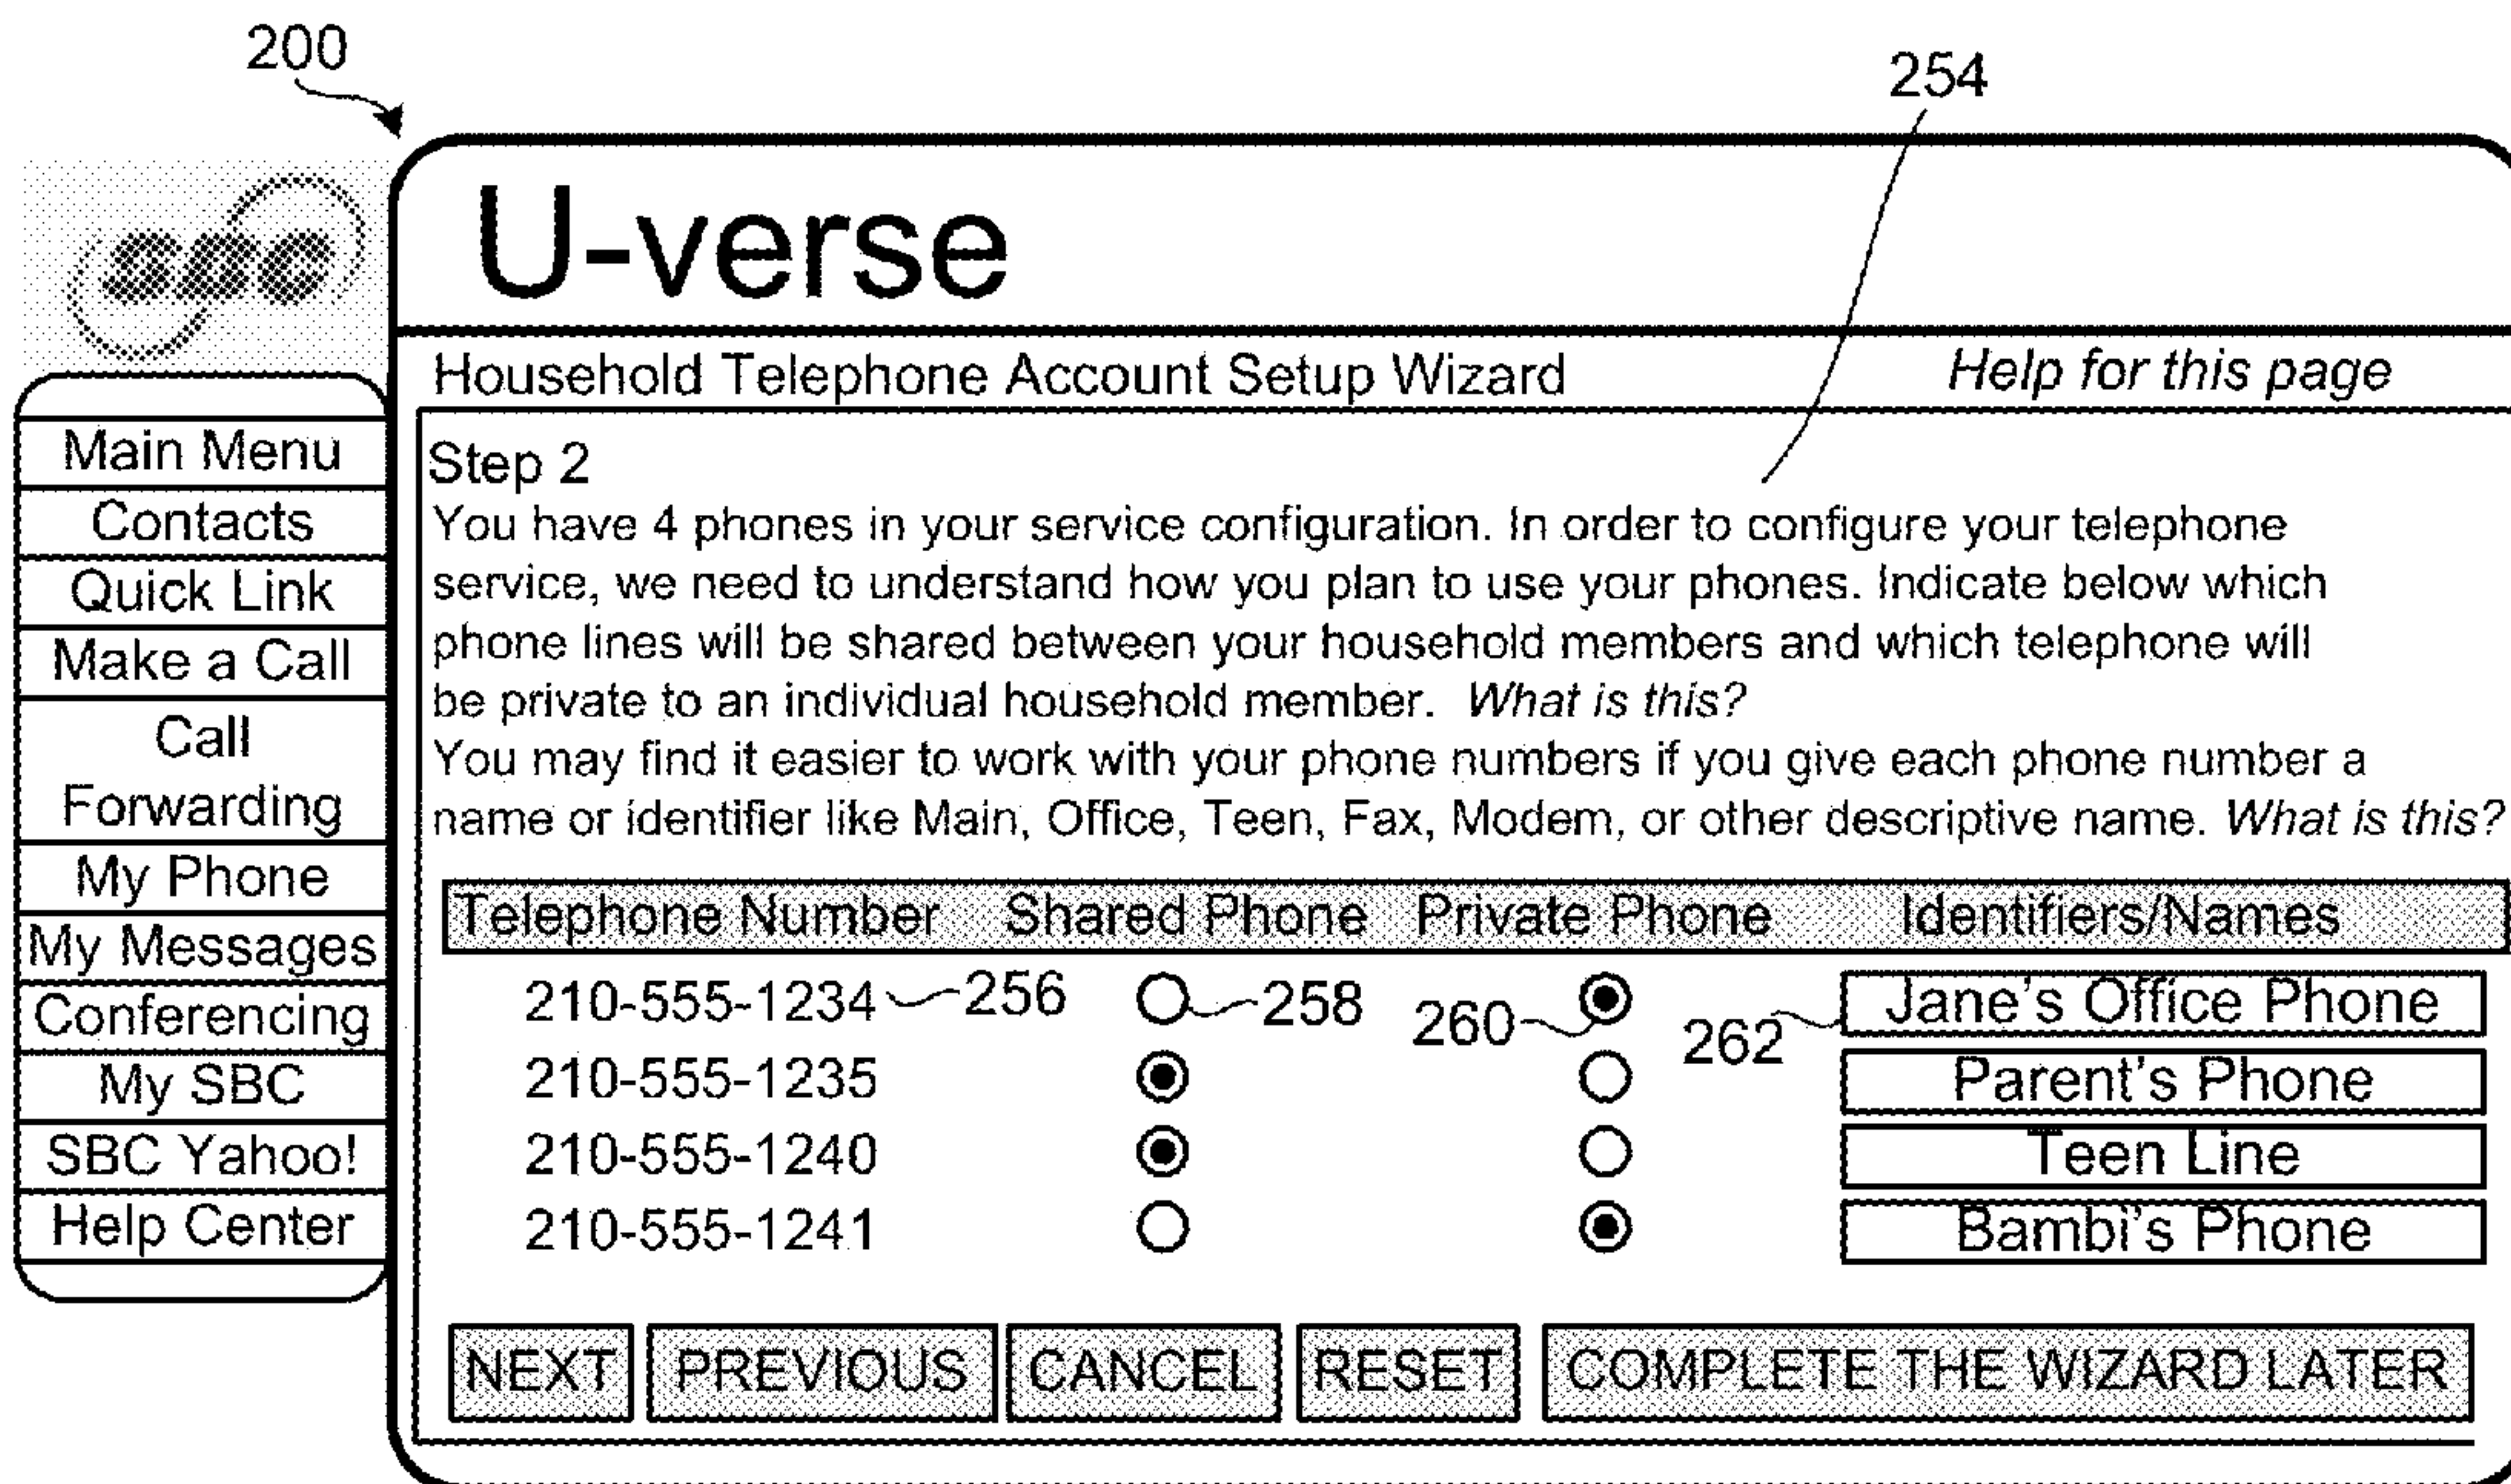 200
254
SBC
U-verse
Household Telephone Account Setup Wizard Help for this page
Main Menu
Contacts
Quick Link
Make a Call
Call
Forwarding
My Phone
My Messages
Conferencing
My SBC
SBC Yahoo!
Help Center
Step 2
You have 4 phones in your service configuration. In order to configure your telephone
service, we need to understand how you plan to use your phones. Indicate below which
phone lines will be shared between your household members and which telephone will
be private to an individual household member. What is this?
You may find it easier to work with your phone numbers if you give each phone number a
name or identifier like Main, Office, Teen, Fax, Modem, or other descriptive name. What is this?
Telephone Number Shared Phone Private Phone Identifiers/Names
210-555-1234 256 258 260 262 Jane's Office Phone
210-555-1235 Parent's Phone
210-555-1240 Teen Line
210-555-1241 Bambi's Phone
NEXT PREVIOUS CANCEL RESET COMPLETE THE WIZARD LATER